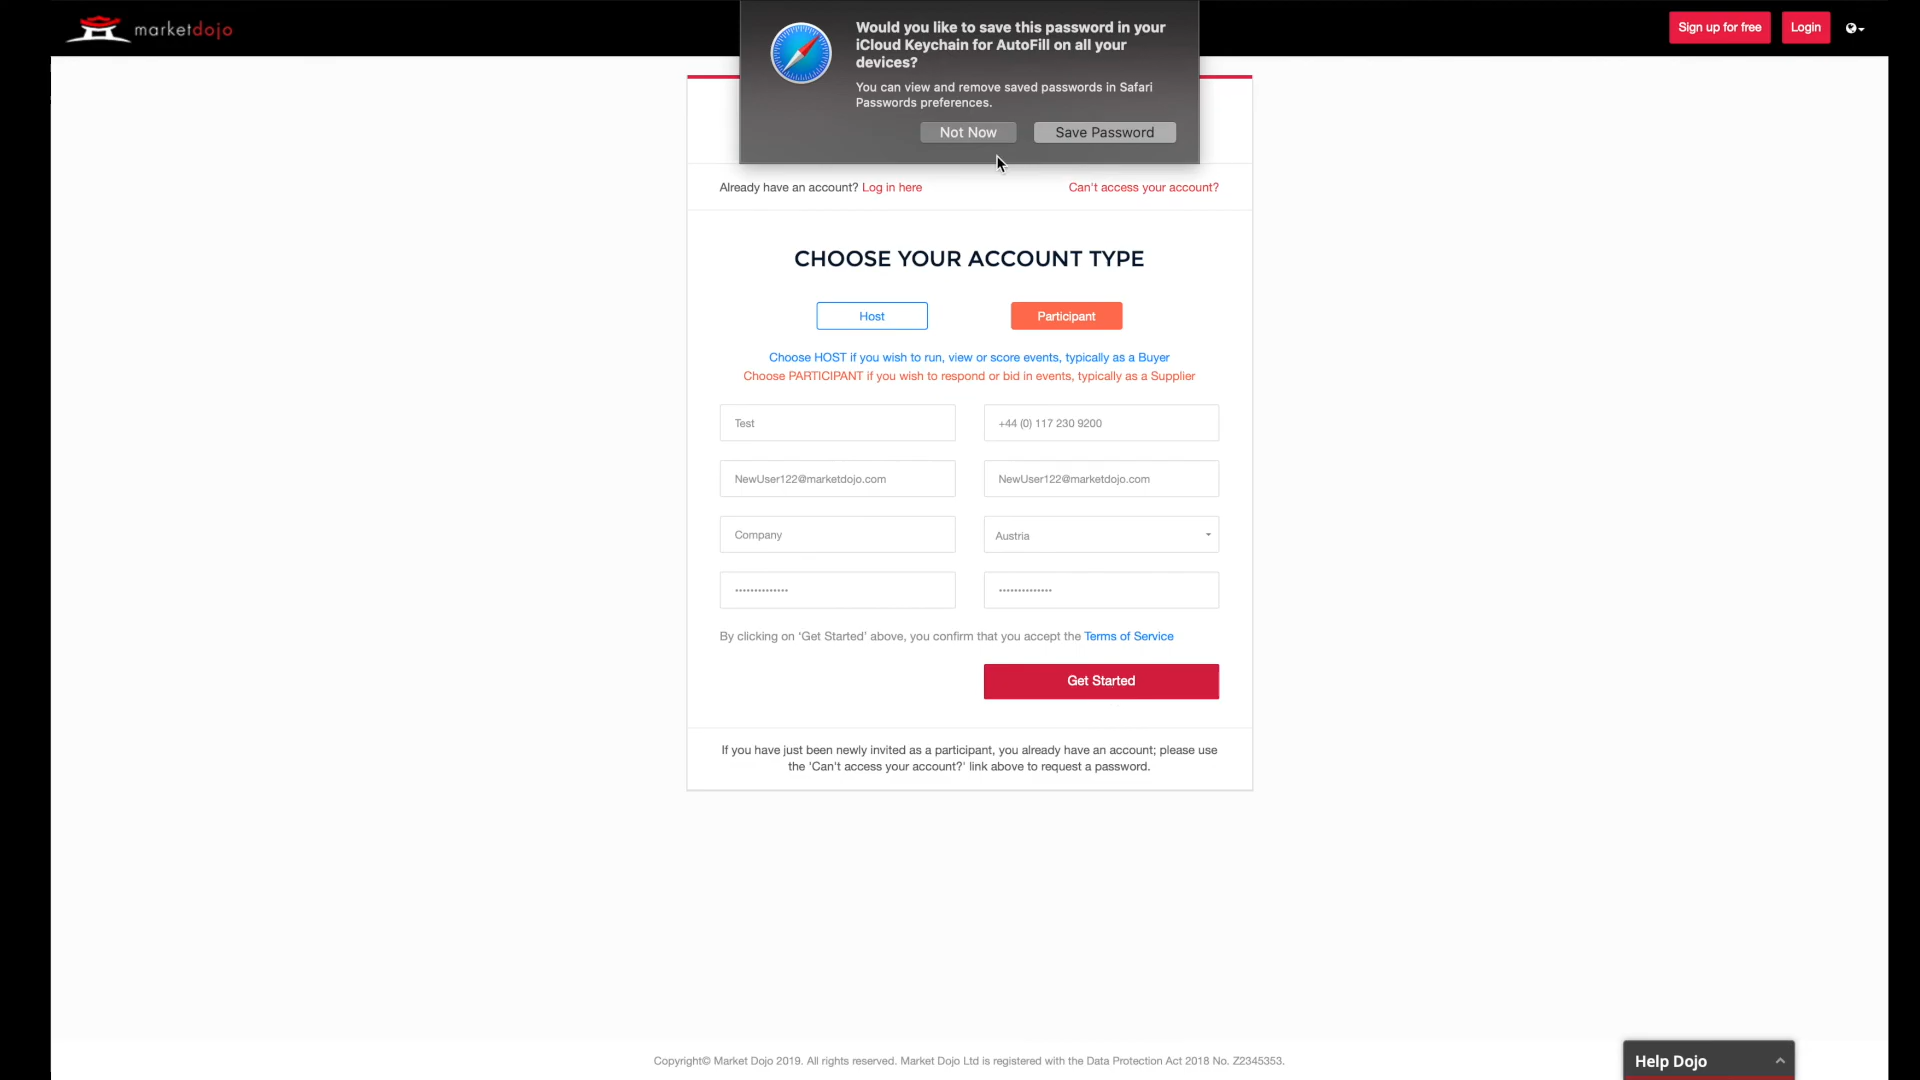 marketdojo
Would you like to save this password in your
iCloud Keychain for AutoFill on all your
devices?
You can view and remove saved passwords in Safari
Passwords preferences.
Not Now
Save Password
Sign up for free
Login
Already have an account? Log in here
Can't access your account?
CHOOSE YOUR ACCOUNT TYPE
Host
Participant
Choose HOST if you wish to run, view or score events, typically as a Buyer
Choose PARTICIPANT if you wish to respond or bid in events, typically as a Supplier
Test
+44 (0) 117 230 9200
NewUser122@marketdojo.com
NewUser122@marketdojo.com
Company
Austria
By clicking on 'Get Started' above, you confirm that you accept the Terms of Service
Get Started
If you have just been newly invited as a participant, you already have an account; please use
the 'Can't access your account?' link above to request a password.
Copyright© Market Dojo 2019. All rights reserved. Market Dojo Ltd is registered with the Data Protection Act 2018 No. Z2345353.
Help Dojo